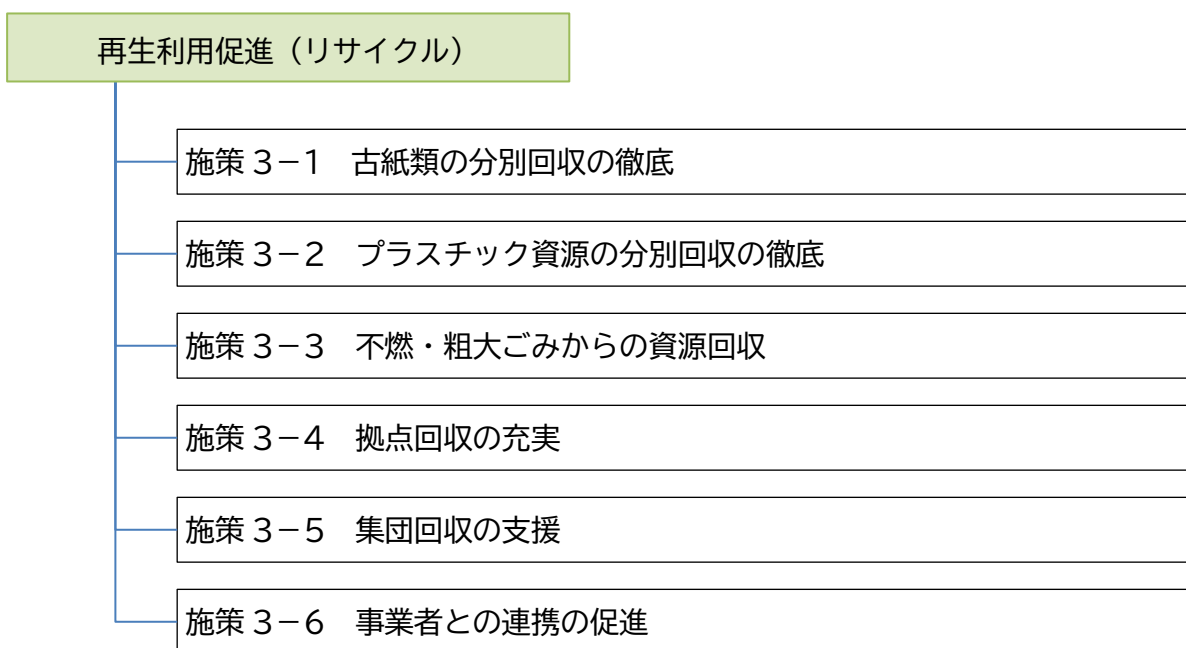 再生利用促進（リサイクル）
施策３－１　古紙類の分別回収の徹底
施策３－２　プラスチック資源の分別回収の徹底
施策３－３　不燃・粗大ごみからの資源回収
施策３－４　拠点回収の充実
施策３－５　集団回収の支援
施策３－６　事業者との連携の促進